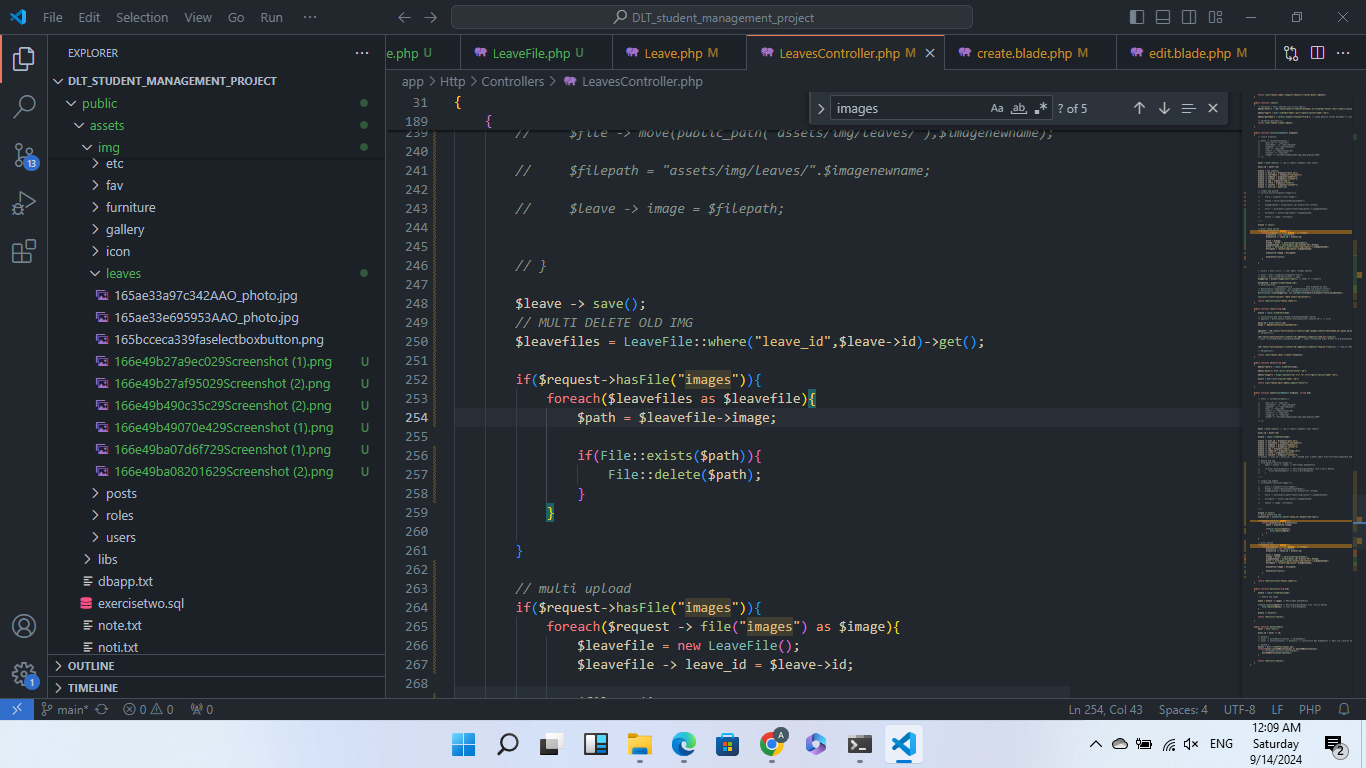 File Edit Selection View Go Run ··· DLT_student_management_project
EXPLORER ···
DLT_STUDENT_MANAGEMENT_PROJECT
public
assets
img
etc
fav
furniture
gallery
icon
leaves
165ae33a97c342AAO_photo.jpg
165ae33e695953AAO_photo.jpg
165bcceca339faselectboxbutton.png
166e49b27a9ec029Screenshot (1).png U
166e49b27af95029Screenshot (2).png U
166e49b490c35c29Screenshot (2).png U
166e49b49070e429Screenshot (1).png U
166e49ba07d6f729Screenshot (1).png U
166e49ba08201629Screenshot (2).png U
posts
roles
users
libs
dbapp.txt
exercisetwo.sql
note.txt
noti.txt
OUTLINE
TIMELINE
13
1
e.php U LeaveFile.php U Leave.php M LeavesController.php M create.blade.php M edit.blade.php M ···
app > Http > Controllers > LeavesController.php
images Aa ab .* ? of 5
31 {
189 {
239 // $file -> move(public_path("assets/img/leaves/"),$imagenewname);
240
241 // $filepath = "assets/img/leaves/".$imagenewname;
242
243 // $leave -> image = $filepath;
244
245
246 // }
247
248 $leave -> save();
249 // MULTI DELETE OLD IMG
250 $leavefiles = LeaveFile::where("leave_id",$leave->id)->get();
251
252 if($request->hasFile("images")){
253 foreach($leavefiles as $leavefile){
254 $path = $leavefile->image;
255
256 if(File::exists($path)){
257 File::delete($path);
258 }
259 }
260
261 }
262
263 // multi upload
264 if($request->hasFile("images")){
265 foreach($request -> file("images") as $image){
266 $leavefile = new LeaveFile();
267 $leavefile -> leave_id = $leave->id;
268
main* 0 0 0 Ln 254, Col 43 Spaces: 4 UTF-8 LF PHP
A
ENG
12:09 AM
Saturday
9/14/2024
2